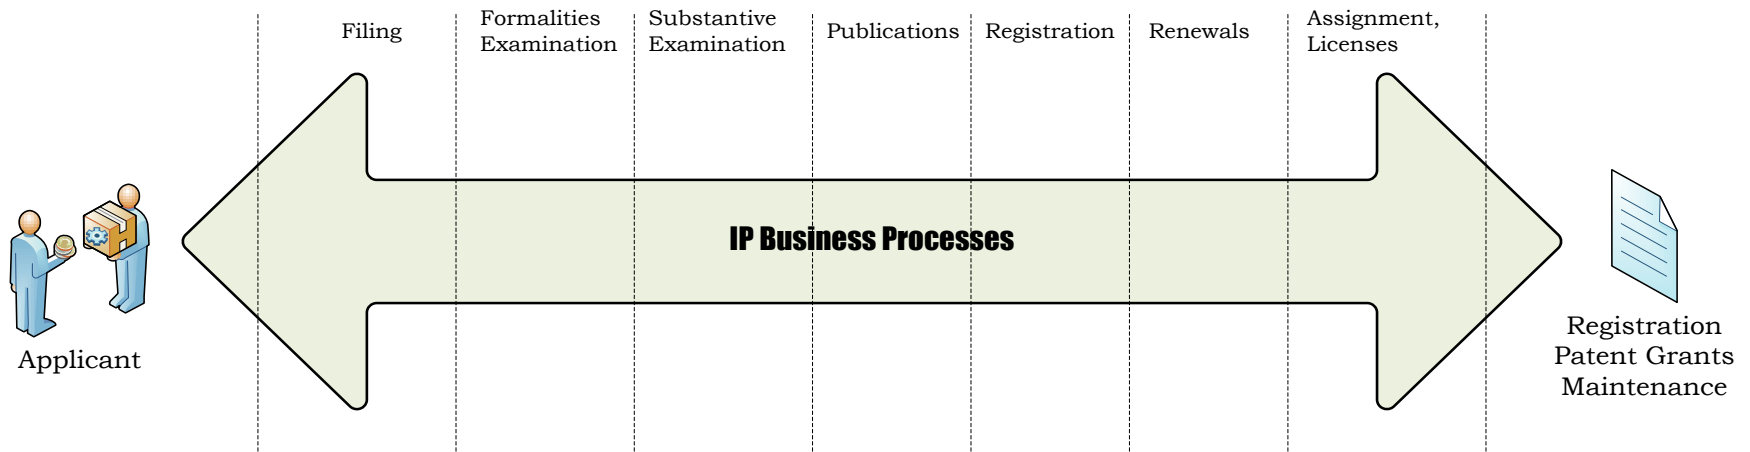 Filing
Formalities
Examination
Substantive
Examination
Publications
Registration
Renewals
Assignment,
Licenses
IP Business Processes
Applicant
Registration
Patent Grants
Maintenance